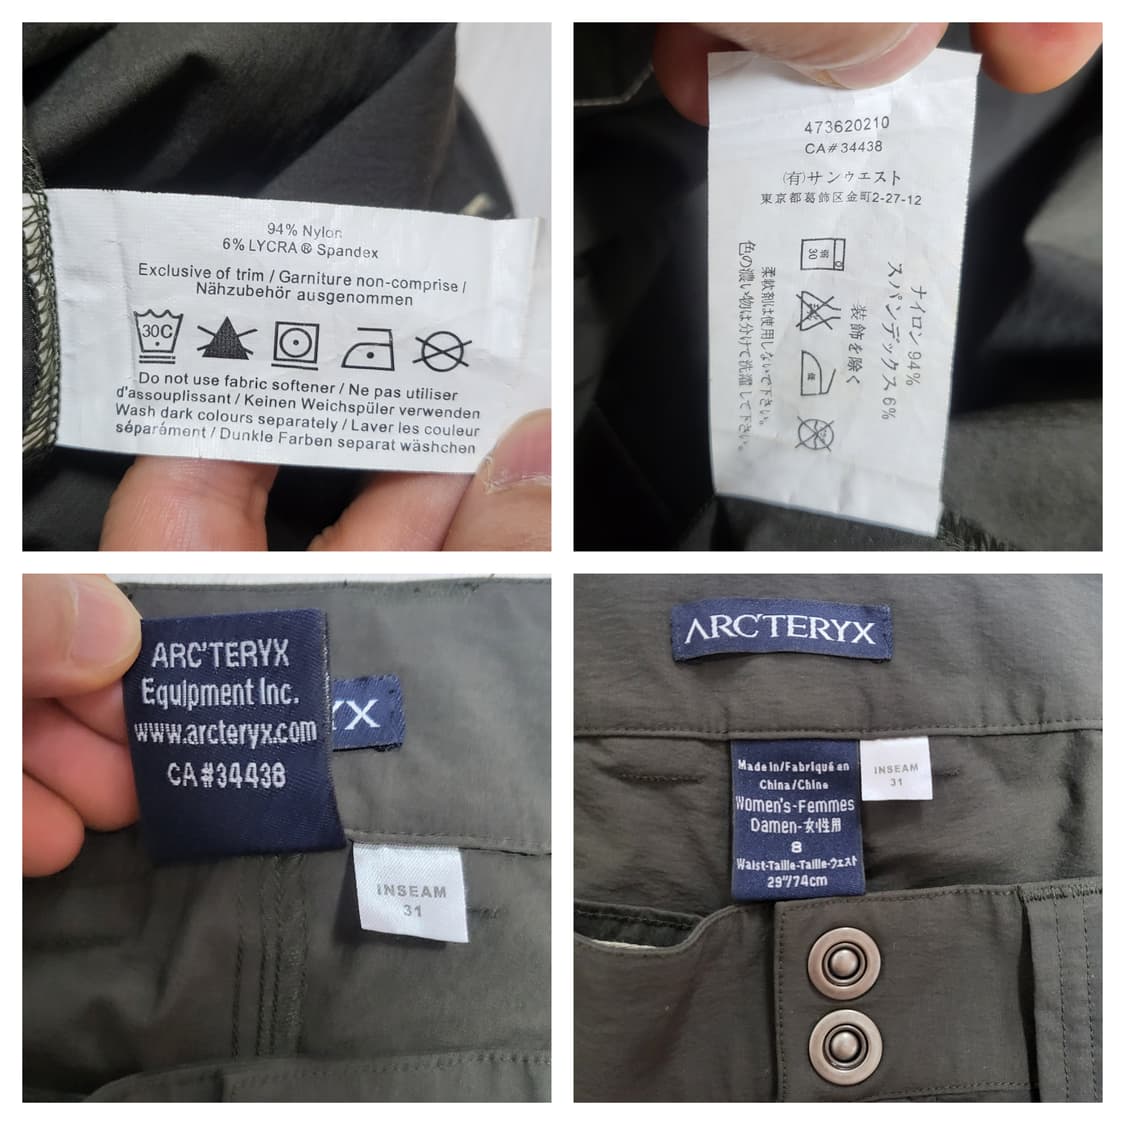 94% Nylon
6% LYCRA® Spandex
Exclusive of trim / Garniture non-comprise /
Nähzubehör ausgenommen
30C
Do not use fabric softener / Ne pas utiliser
d'assouplissant / Keinen Weichspüler verwenden
Wash dark colours separately / Laver les couleur
séparément / Dunkle Farben separat wäshchen
473620210
CA#34438
(有)サンウエスト
東京都葛飾区金町2-27-12
ナイロン 94%
スパンデックス 6%
装飾を除く
弱
30
柔軟剤は使用しないで下さい。
色の濃い物は分けて洗濯して下さい。
ARC'TERYX
Equipment Inc.
www.arcteryx.com
CA#34438
YX
INSEAM
31
ARC'TERYX
Made in/Fabriqué en
China/Chine
Women's-Femmes
Damen-女性用
8
Waist-Taille-Taille-ウェスト
29"/74cm
INSEAM
31